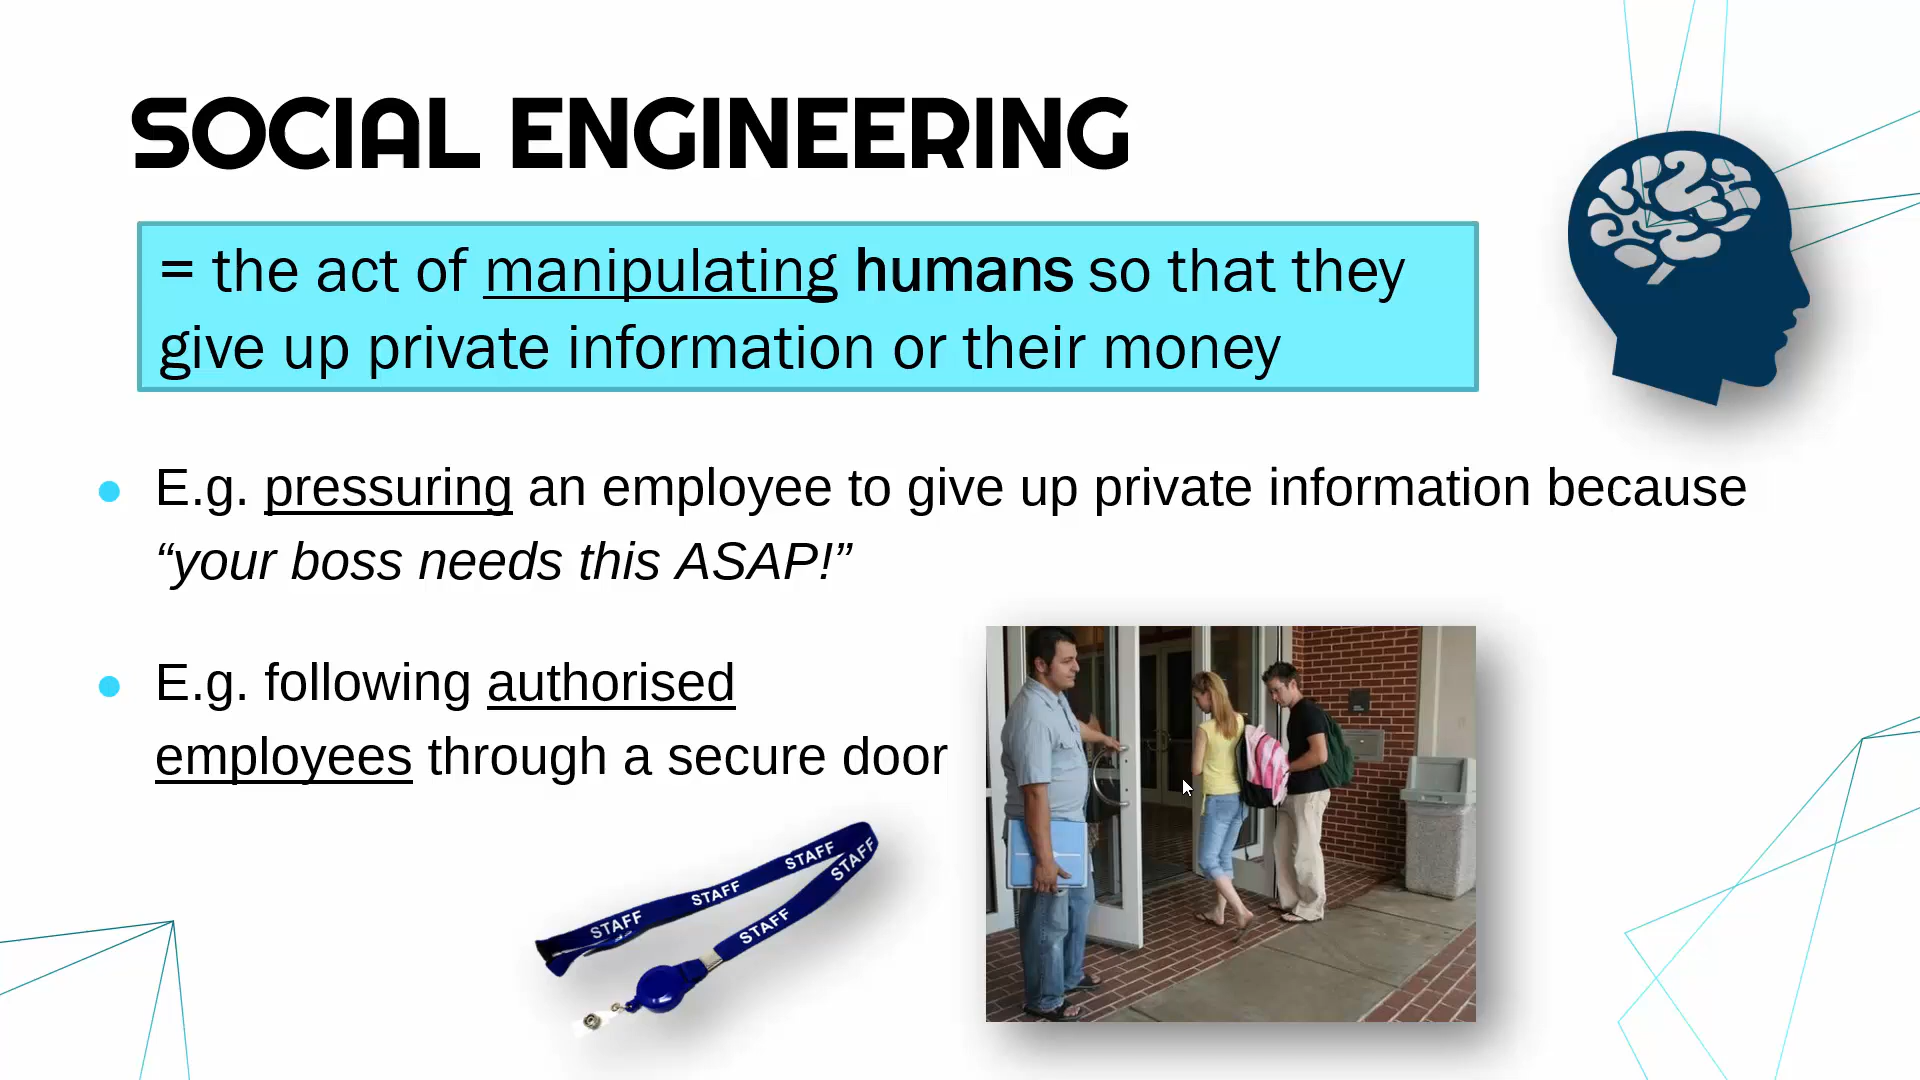 SOCIAL ENGINEERING
= the act of manipulating humans so that they
give up private information or their money
E.g. pressuring an employee to give up private information because
“your boss needs this ASAP!”
E.g. following authorised
employees through a secure door
STAFF
STAFF
STAFF
STAFF
STAFF